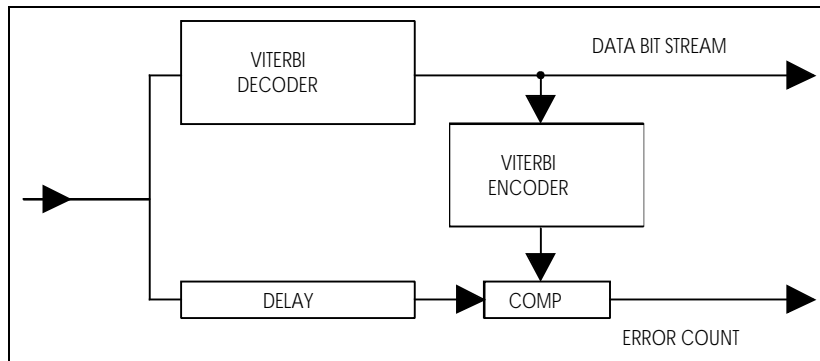 VITERBI
DECODER
DATA BIT STREAM
VITERBI
ENCODER
DELAY
COMP
ERROR COUNT